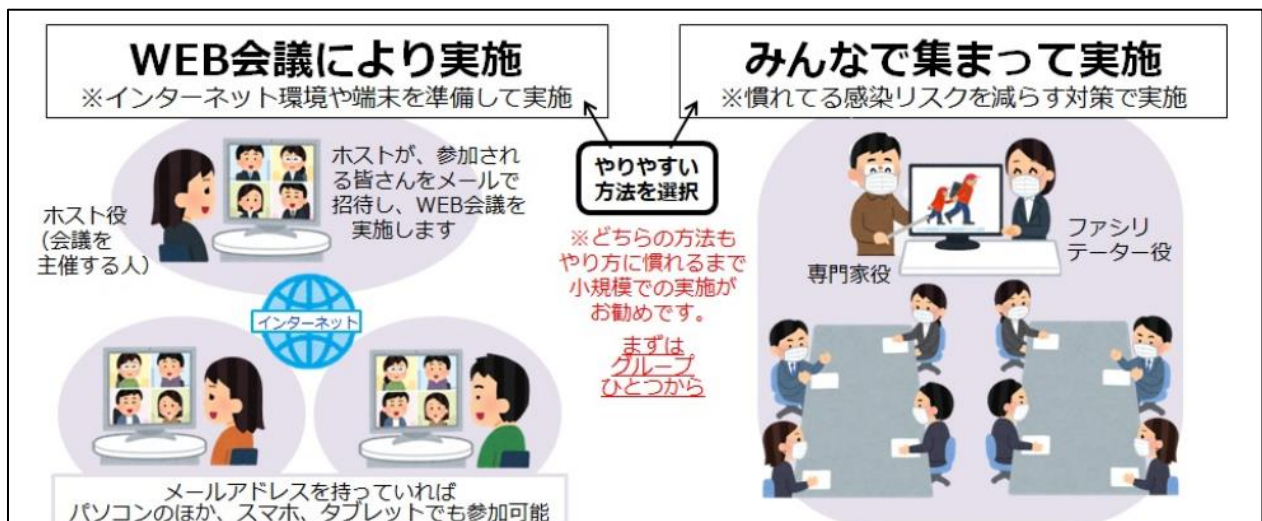 WEB会議により実施
※インターネット環境や端末を準備して実施
ホストが、参加され
る皆さんをメールで
招待し、WEB会議を
実施します
ホスト役
(会議を
主催する人)
インターネット
メールアドレスを持っていれば
パソコンのほか、スマホ、タブレットでも参加可能
やりやすい
方法を選択
※どちらの方法も
やり方に慣れるまで
小規模での実施が
お勧めです。
まずは
グループ
ひとつから
みんなで集まって実施
※慣れてる感染リスクを減らす対策で実施
専門家役
ファシリ
テーター役